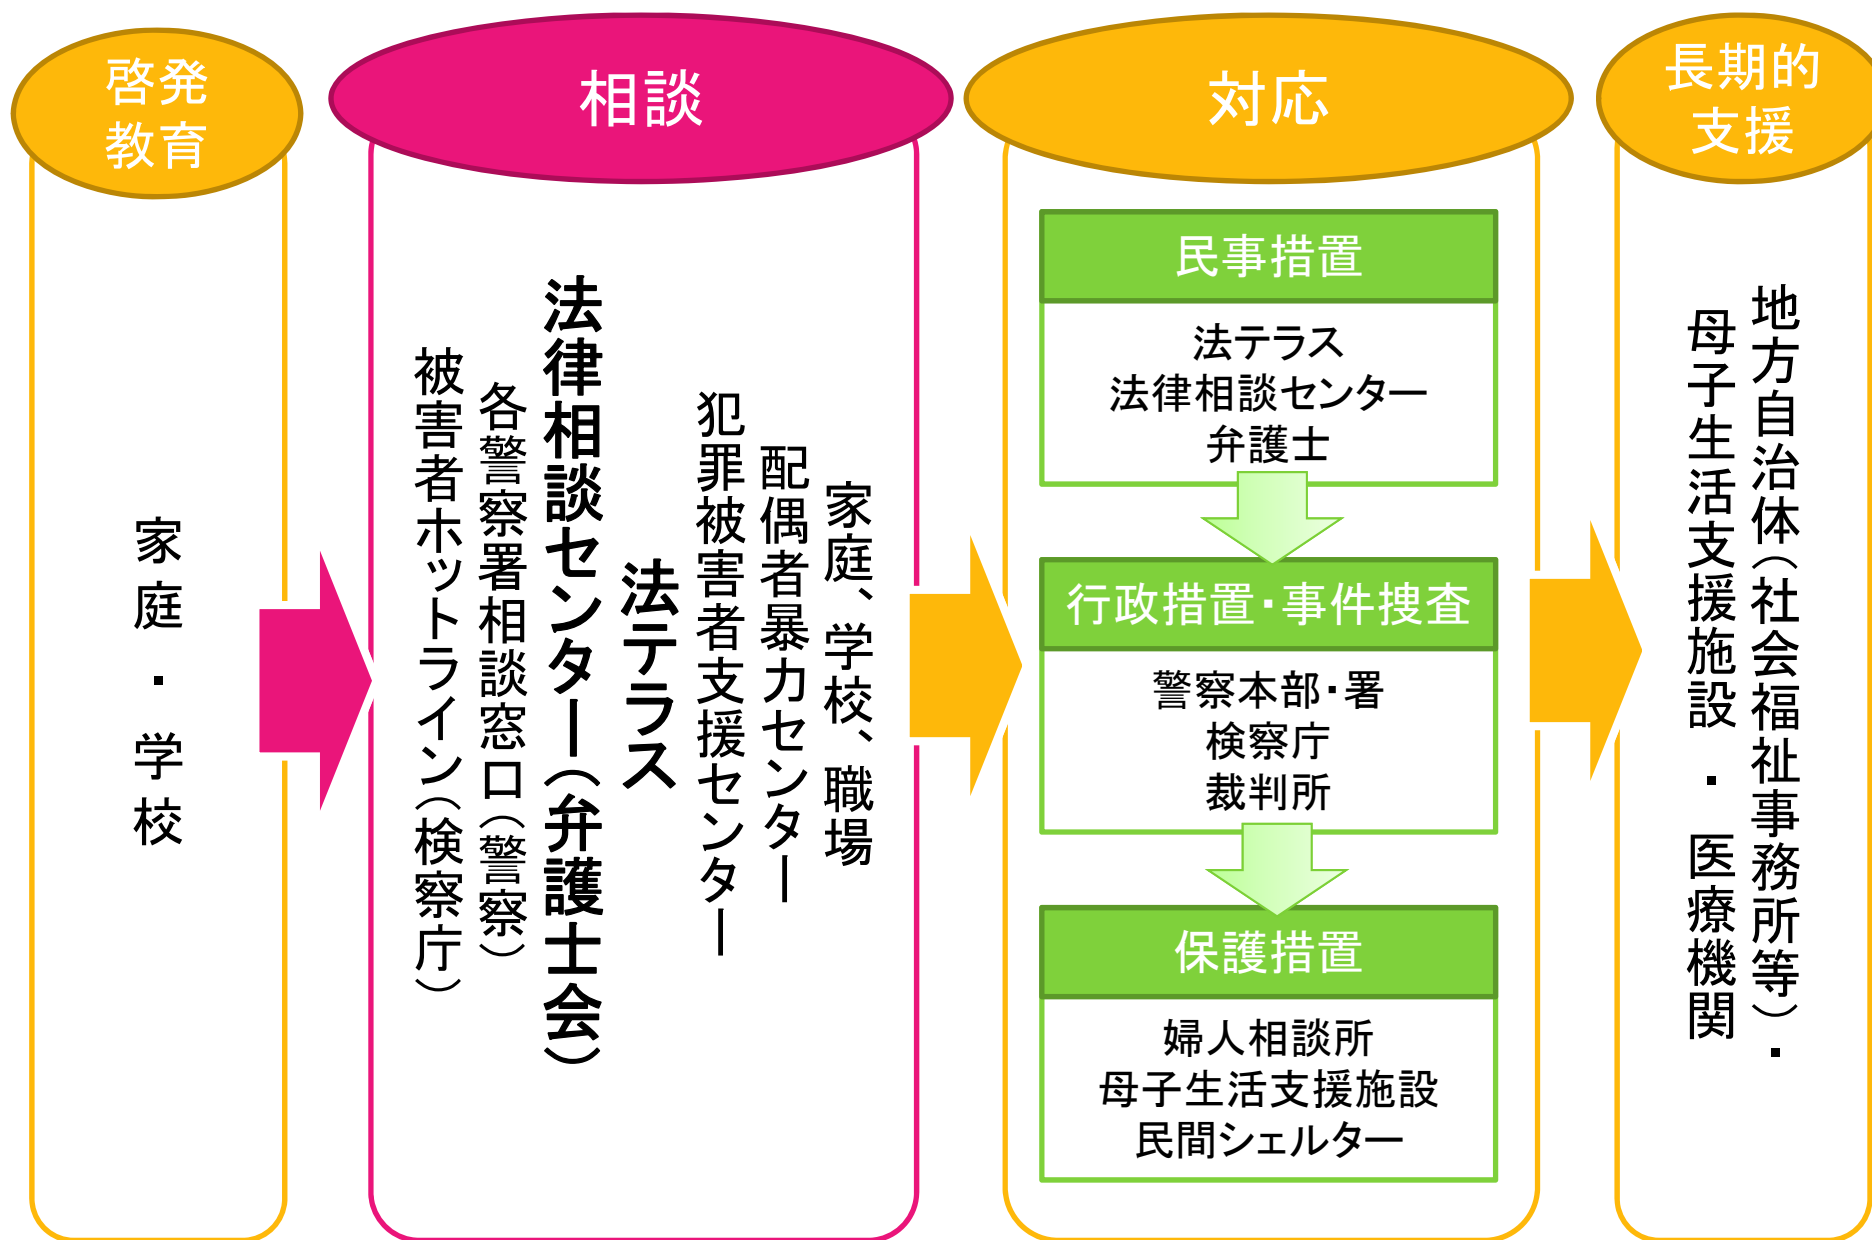 啓発
教育
家庭・学校
相談
家庭、学校、職場
配偶者暴力センター
犯罪被害者支援センター
法テラス
法律相談センター（弁護士会）
各警察署相談窓口（警察）
被害者ホットライン（検察庁）
対応
民事措置
法テラス
法律相談センター
弁護士
行政措置・事件捜査
警察本部・署
検察庁
裁判所
保護措置
婦人相談所
母子生活支援施設
民間シェルター
長期的
支援
地方自治体（社会福祉事務所等）・
母子生活支援施設・医療機関